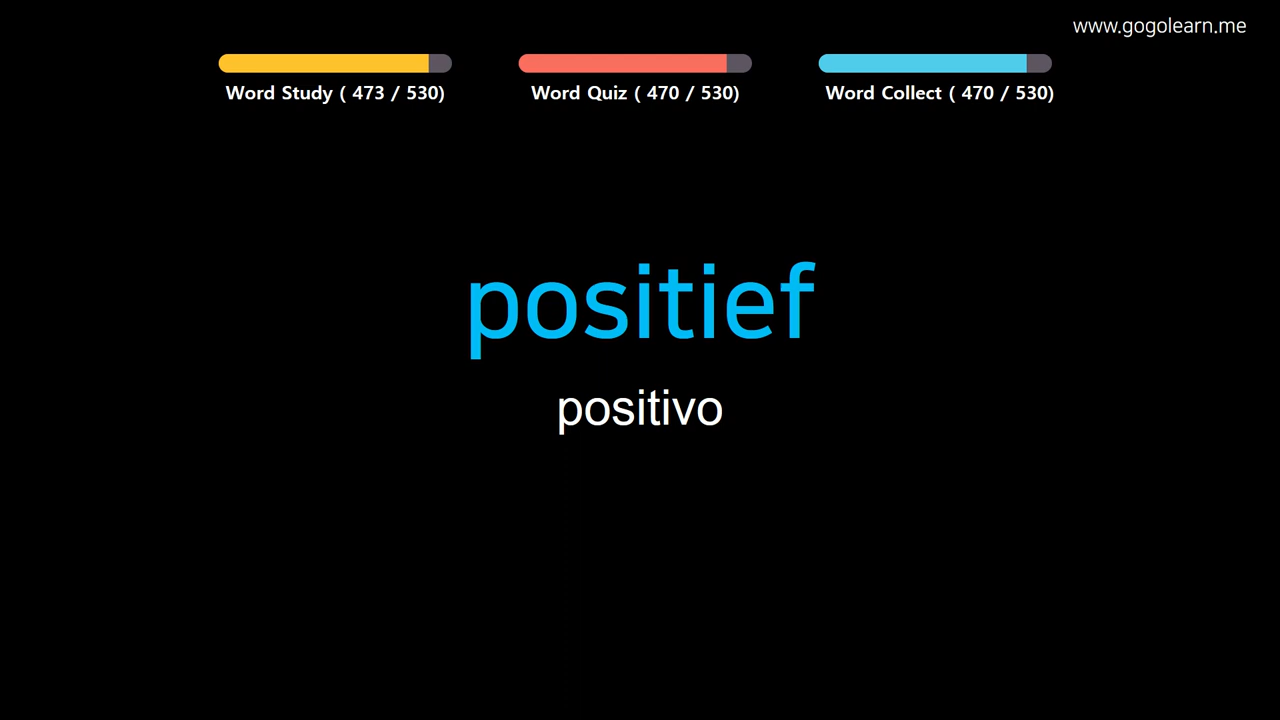 www.gogolearn.me
Word Study ( 473 / 530)
Word Quiz ( 470 / 530)
Word Collect ( 470 / 530)
positief
positivo